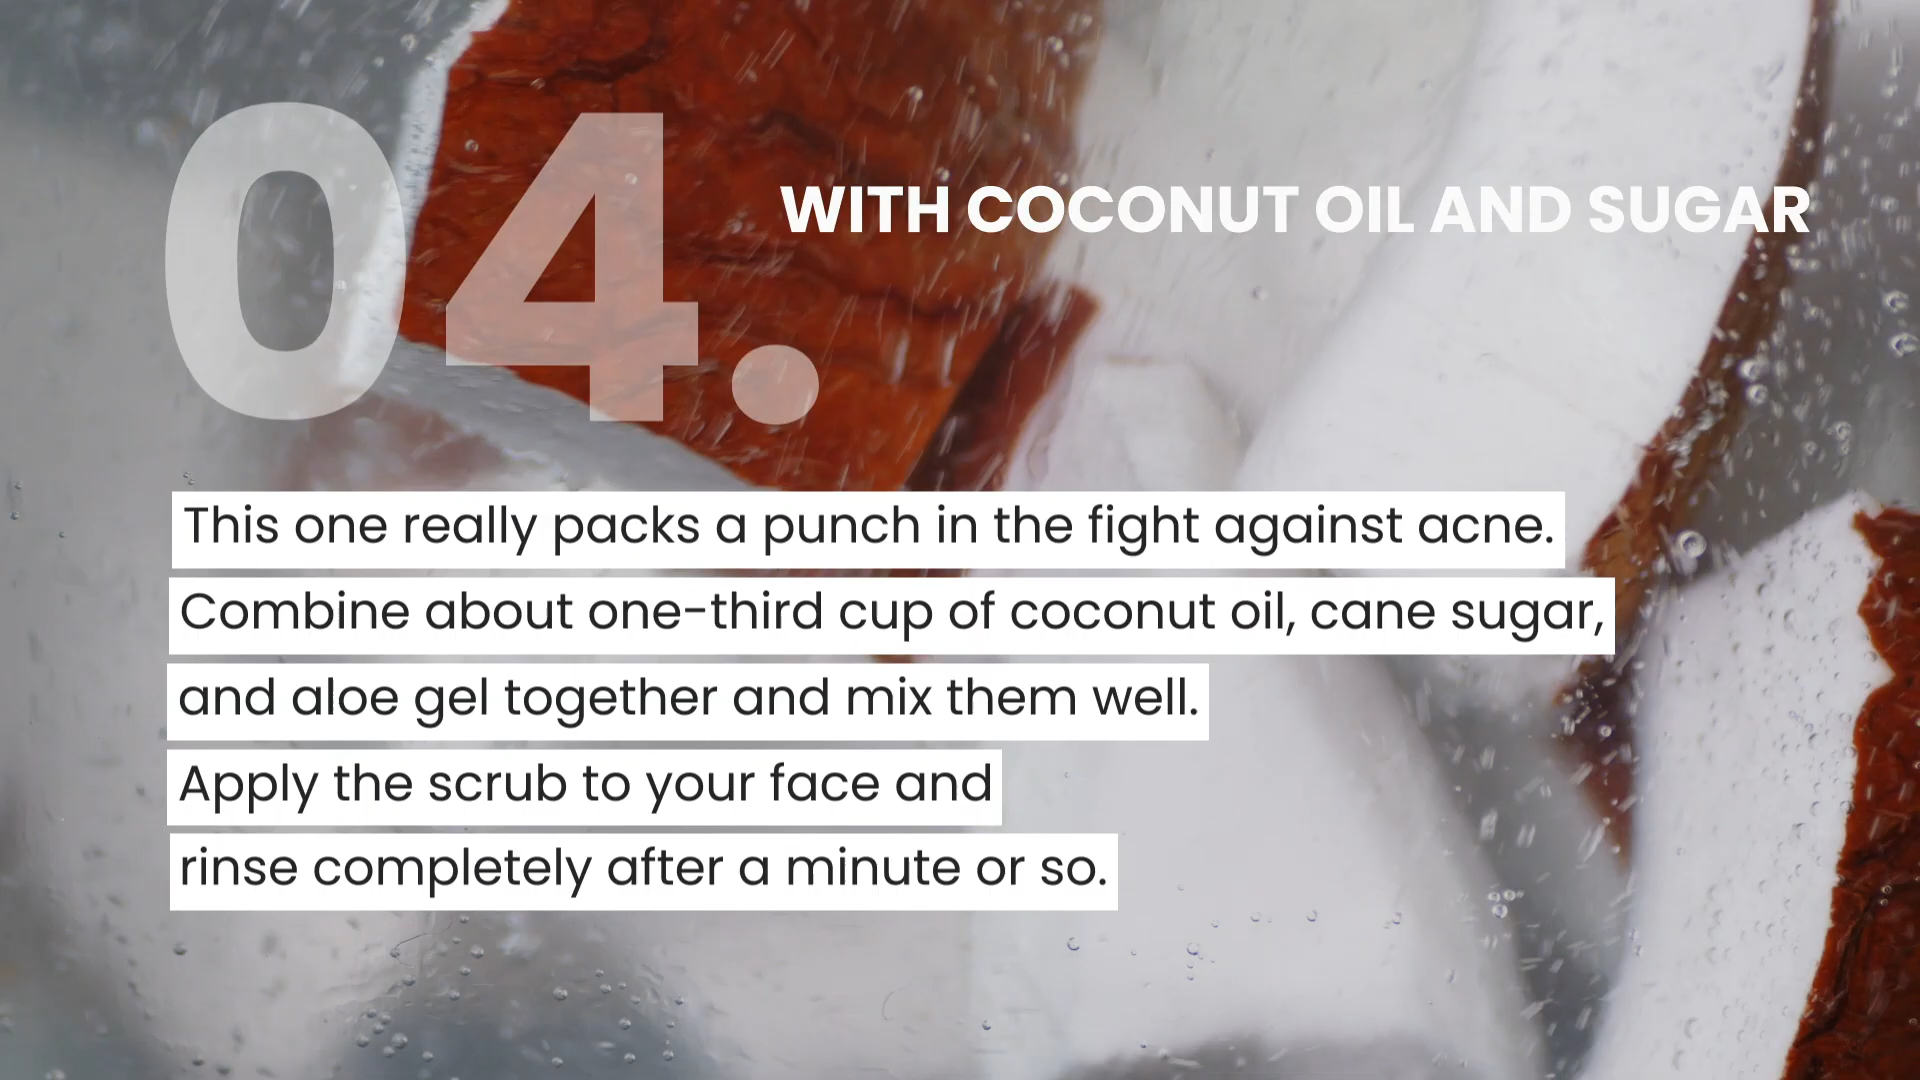 04.
WITH COCONUT OIL AND SUGAR
This one really packs a punch in the fight against acne.
Combine about one-third cup of coconut oil, cane sugar,
and aloe gel together and mix them well.
Apply the scrub to your face and
rinse completely after a minute or so.